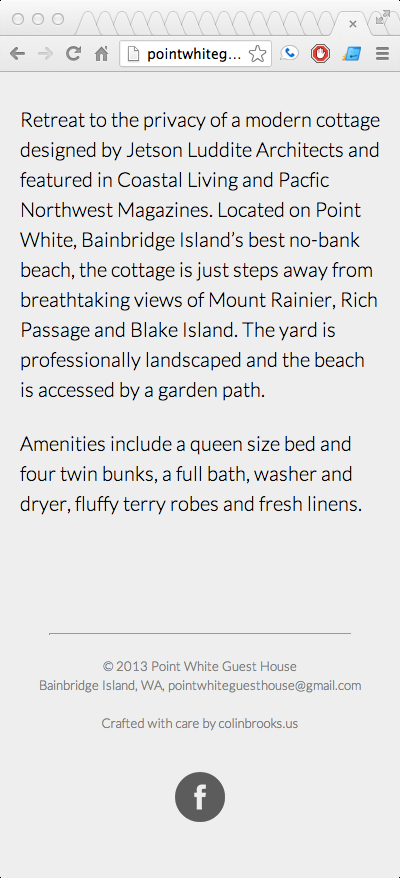 pointwhiteg...
Retreat to the privacy of a modern cottage
designed by Jetson Luddite Architects and
featured in Coastal Living and Pacfic
Northwest Magazines. Located on Point
White, Bainbridge Island’s best no-bank
beach, the cottage is just steps away from
breathtaking views of Mount Rainier, Rich
Passage and Blake Island. The yard is
professionally landscaped and the beach
is accessed by a garden path.
Amenities include a queen size bed and
four twin bunks, a full bath, washer and
dryer, fluffy terry robes and fresh linens.
© 2013 Point White Guest House
Bainbridge Island, WA, pointwhiteguesthouse@gmail.com
Crafted with care by colinbrooks.us
f